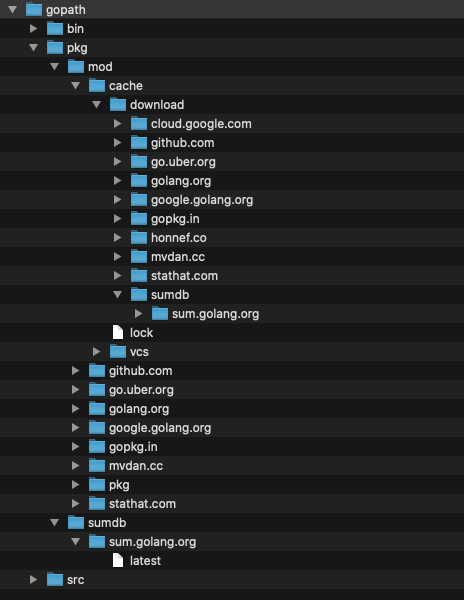 gopath
bin
pkg
mod
cache
download
cloud.google.com
github.com
go.uber.org
golang.org
google.golang.org
gopkg.in
honnef.co
mvdan.cc
stathat.com
sumdb
sum.golang.org
lock
vcs
github.com
go.uber.org
golang.org
google.golang.org
gopkg.in
mvdan.cc
pkg
stathat.com
sumdb
sum.golang.org
latest
src